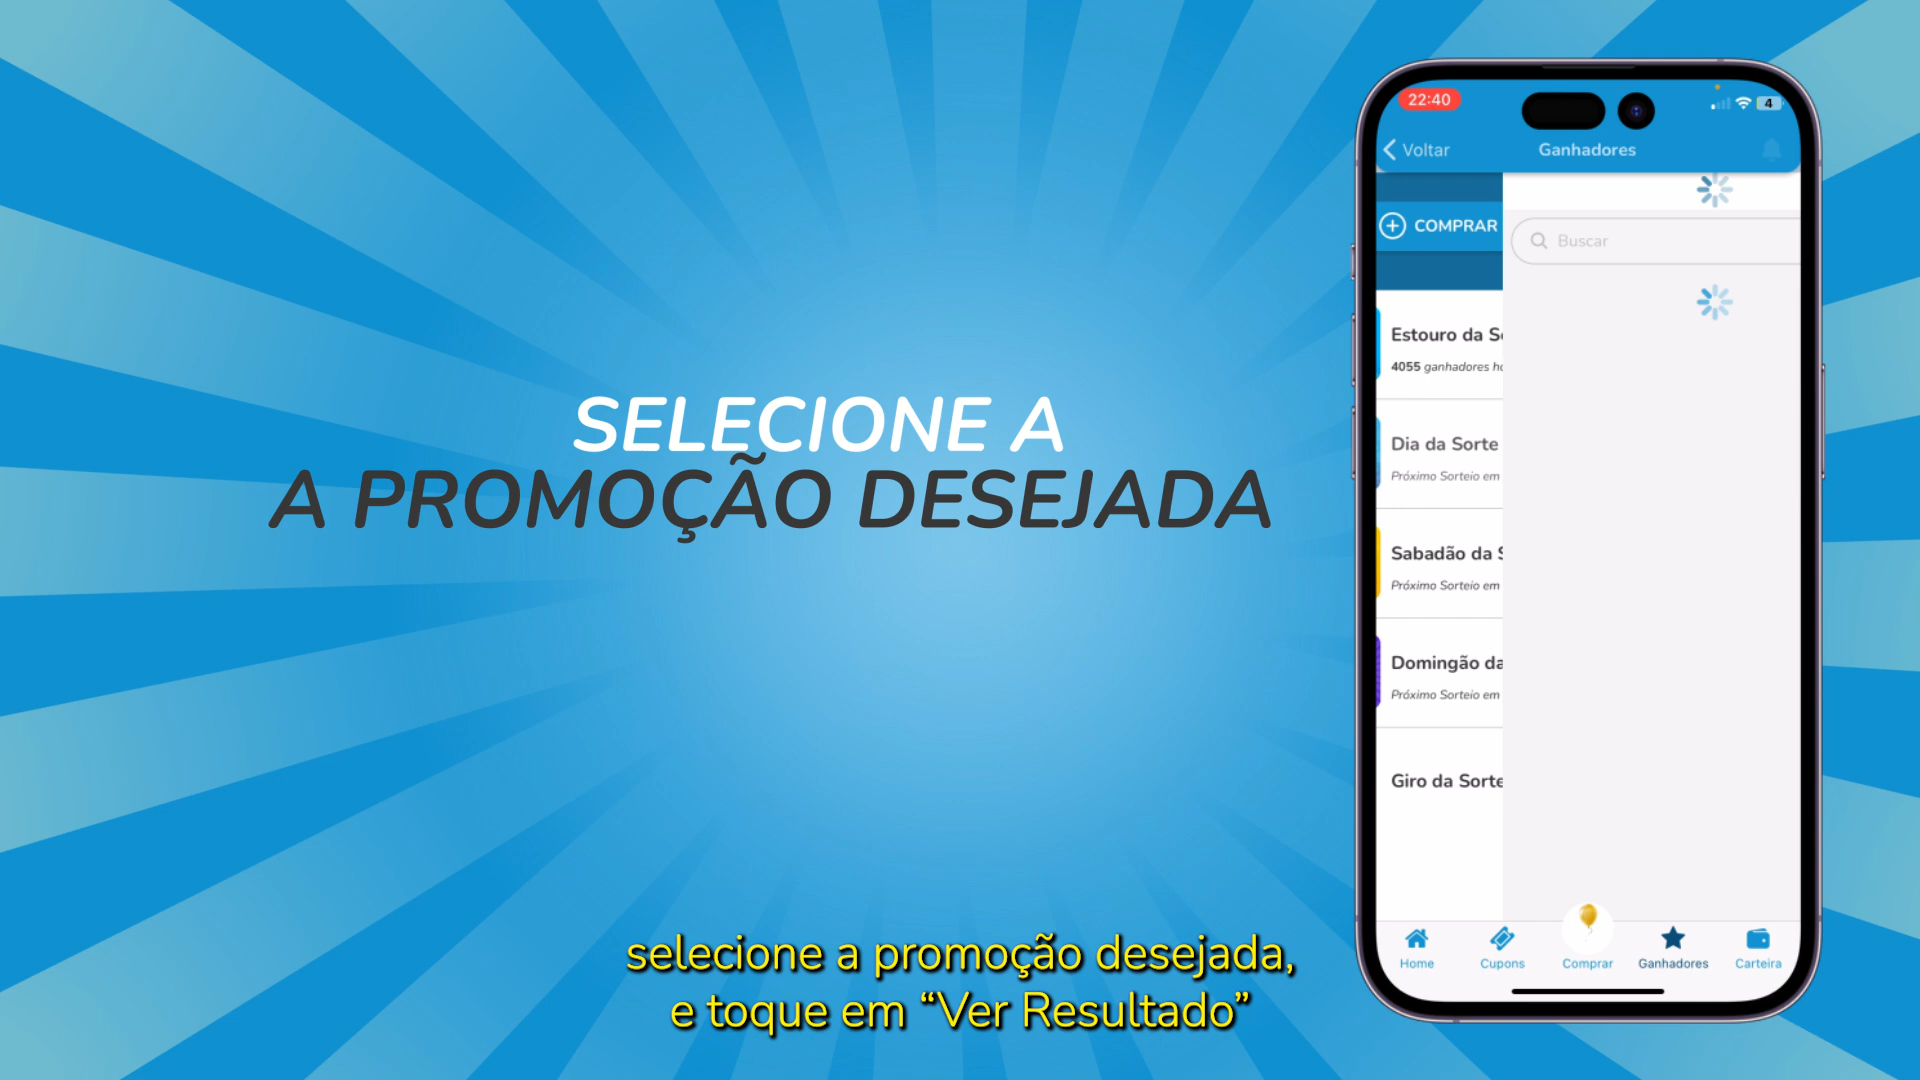 SELECIONE A
A PROMOÇÃO DESEJADA
selecione a promoção desejada,
e toque em “Ver Resultado”
22:40
4
Voltar
Ganhadores
COMPRAR
Buscar
Estouro da
4055 ganhadores
Dia da Sorte
Próximo Sorteio em
Sabadão da
Próximo Sorteio em
Domingão da
Próximo Sorteio em
Giro da Sorte
Home
Cupons
Comprar
Ganhadores
Carteira